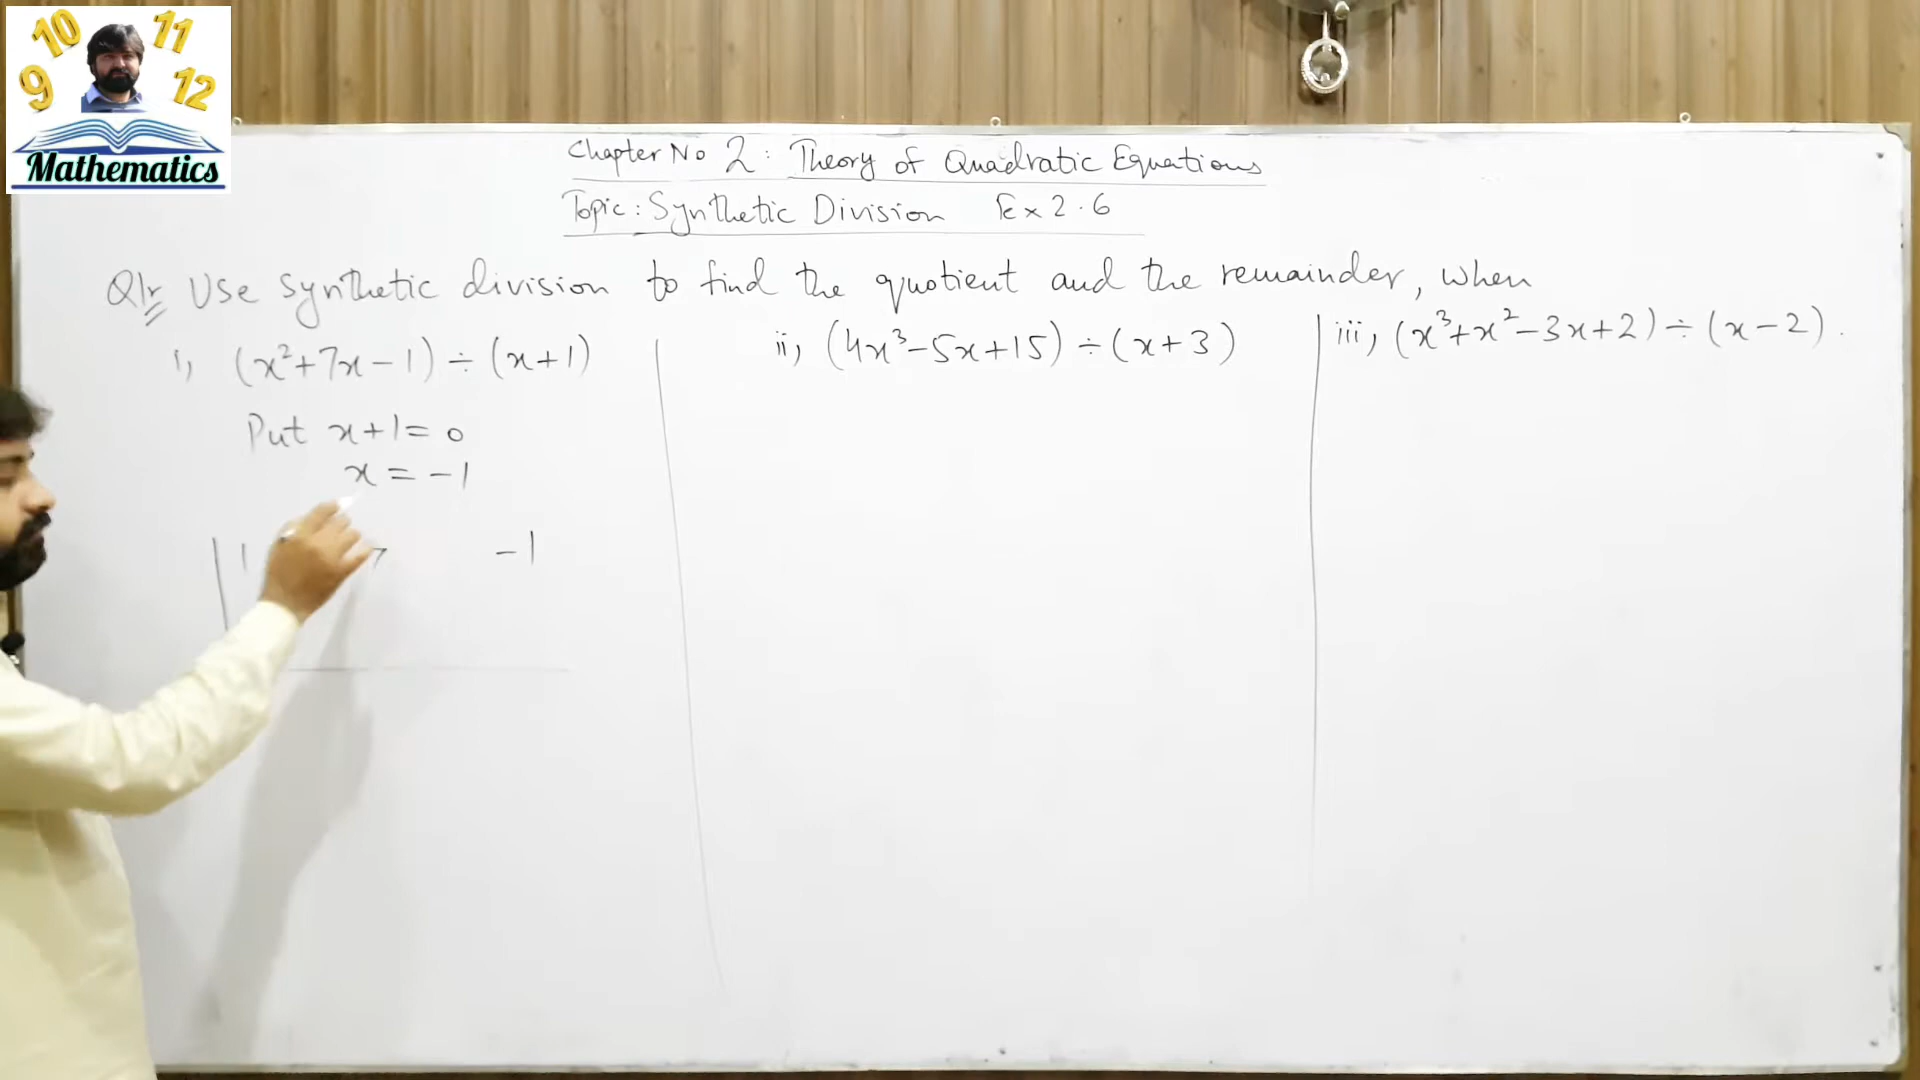 10 11
9 12
Mathematics
Chapter No 2: Theory of Quadratic Equations
Topic: Synthetic Division Ex 2.6
Q1: Use synthetic division to find the quotient and the remainder, when
i, (x²+7x-1) ÷ (x+1)
ii, (4x³-5x+15) ÷ (x+3)
iii, (x³+x²-3x+2) ÷ (x-2).
Put x+1=0
x = -1
1 7 -1